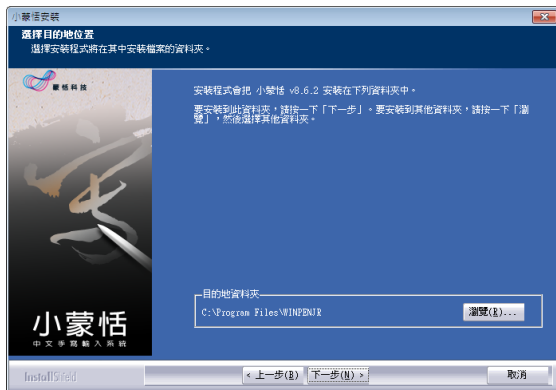 小蒙恬安裝
選擇目的地位置
選擇安裝程式將在其中安裝檔案的資料夾。
蒙恬科技
安裝程式會把 小蒙恬 v8.6.2 安裝在下列資料夾中。
要安裝到此資料夾，請按一下「下一步」。要安裝到其他資料夾，請按一下「瀏
覽」，然後選擇其他資料夾。
小蒙恬
中文手寫輸入系統
目的地資料夾
C:\Program Files\WINPENJR
瀏覽(R)...
InstallShield
< 上一步(B)
下一步(N) >
取消